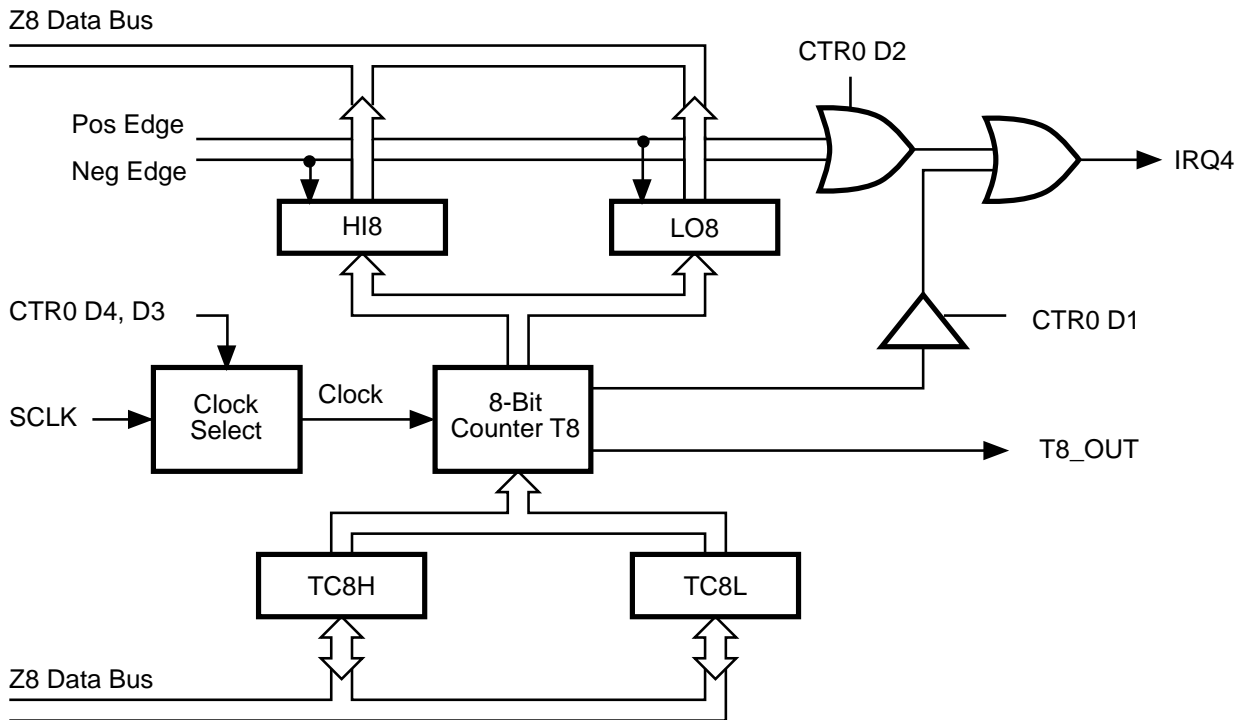 Z8 Data Bus
CTR0 D2
Pos Edge
Neg Edge
IRQ4
HI8
LO8
CTR0 D4, D3
CTR0 D1
SCLK
Clock
Select
Clock
8-Bit
Counter T8
T8_OUT
TC8H
TC8L
Z8 Data Bus